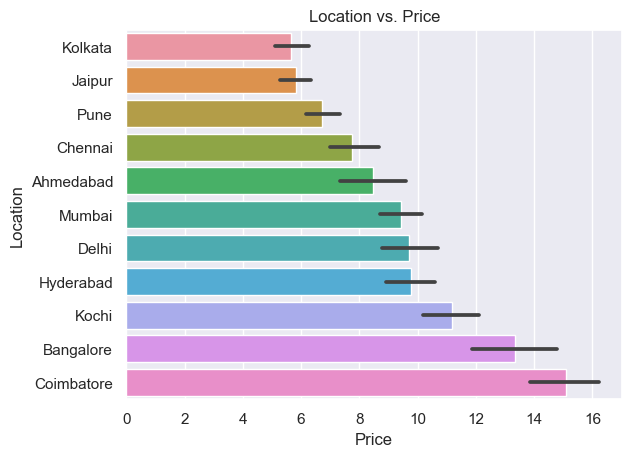 Location vs. Price
Location
Kolkata
Jaipur
Pune
Chennai
Ahmedabad
Mumbai
Delhi
Hyderabad
Kochi
Bangalore
Coimbatore
0 2 4 6 8 10 12 14 16
Price